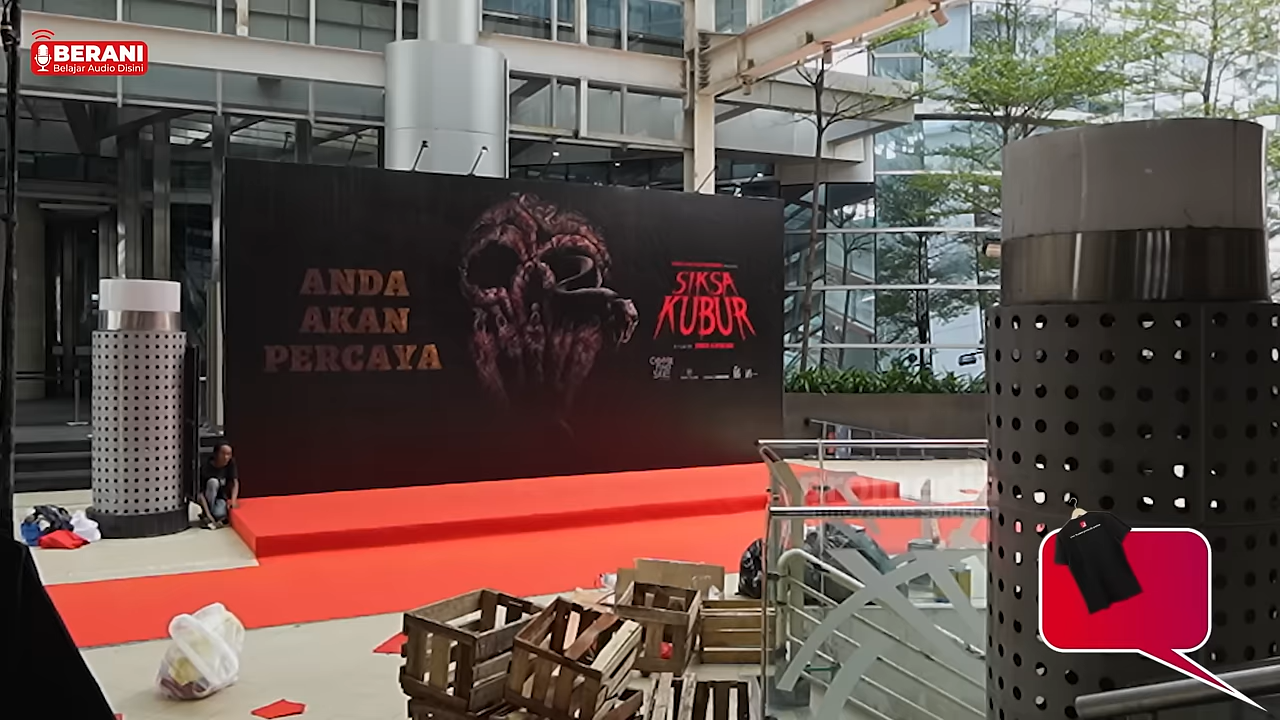 BERANI
Belajar Audio Disini
ANDA
AKAN
PERCAYA
SIKSA
KUBUR